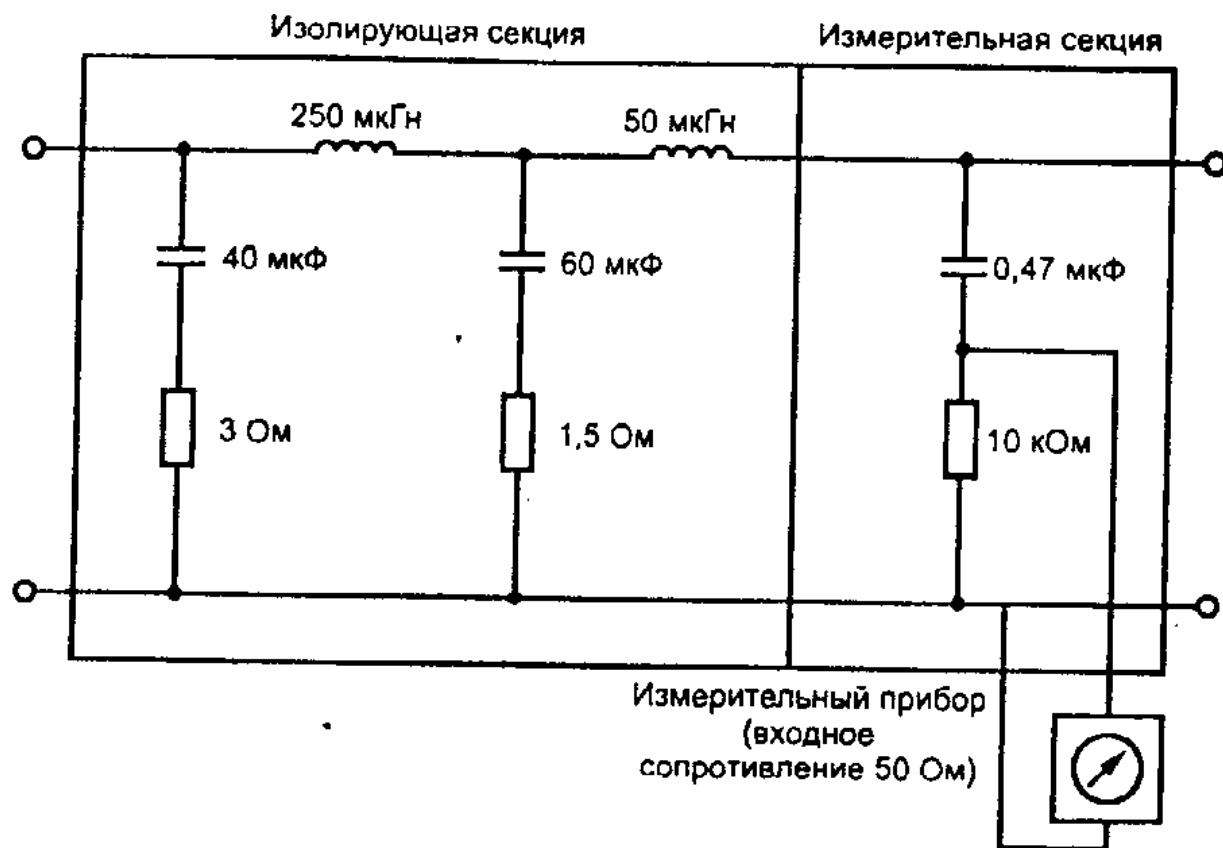 Изолирующая секция
Измерительная секция
250 мкГн
50 мкГн
40 мкФ
60 мкФ
0,47 мкФ
3 Ом
1,5 Ом
10 кОм
Измерительный прибор
(входное
сопротивление 50 Ом)